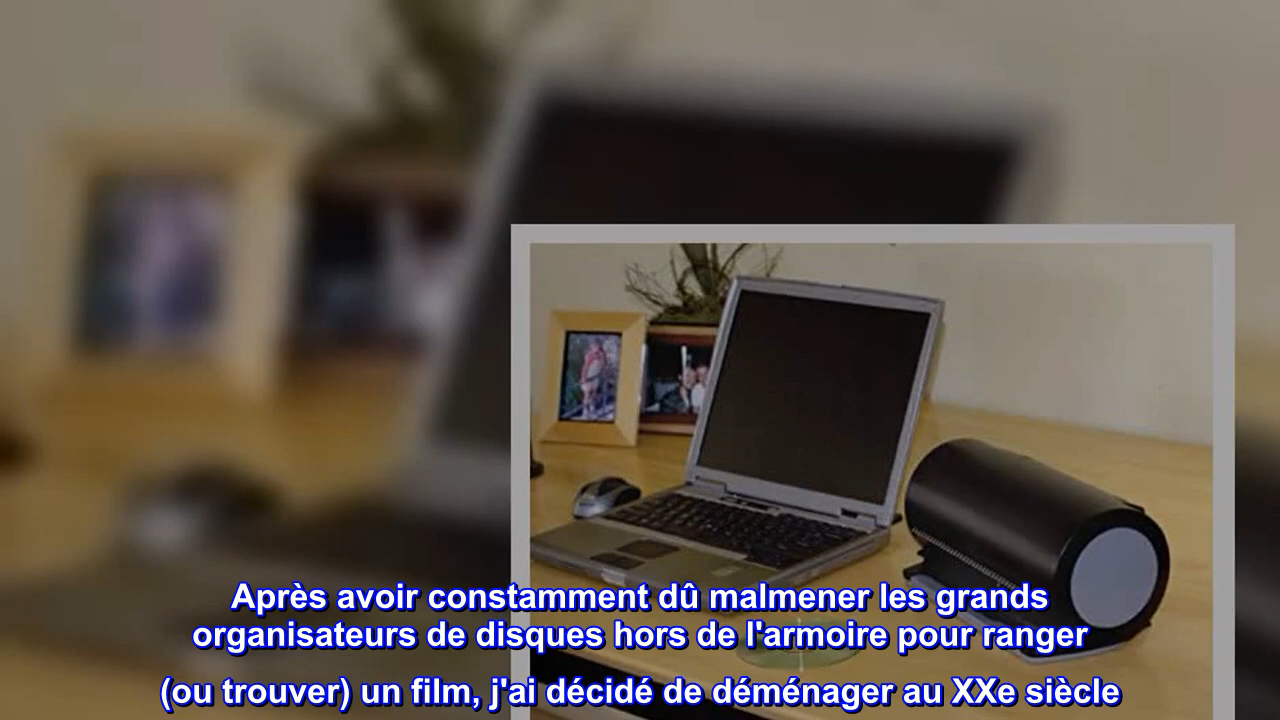 Après avoir constamment dû malmener les grands
organisateurs de disques hors de l'armoire pour ranger
(ou trouver) un film, j'ai décidé de déménager au XXe siècle